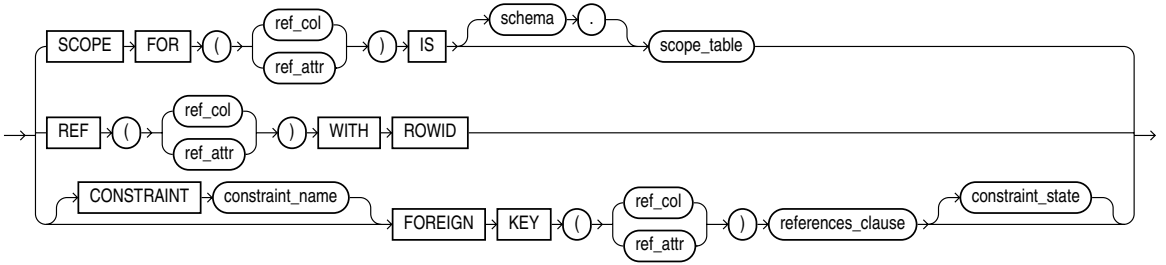 schema .
ref_col
SCOPE FOR ( ) IS scope_table
ref_attr
ref_col
REF ( ) WITH ROWID
ref_attr
CONSTRAINT constraint_name ref_col constraint_state
FOREIGN KEY ( ) references_clause
ref_attr